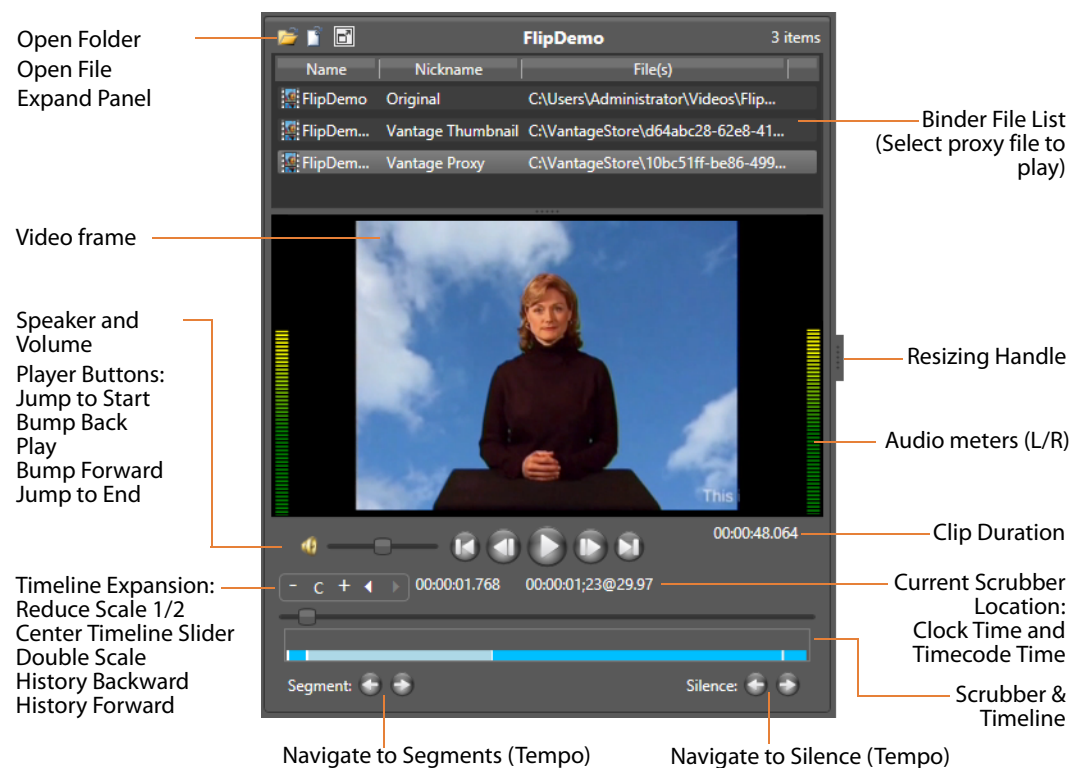 Open Folder
Open File
Expand Panel
FlipDemo
3 items
Name
Nickname
File(s)
FlipDemo
Original
C:\Users\Administrator\Videos\Flip...
FlipDem...
Vantage Thumbnail
C:\VantageStore\d64abc28-62e8-41...
FlipDem...
Vantage Proxy
C:\VantageStore\10bc51ff-be86-499...
Binder File List
(Select proxy file to
play)
Video frame
This
Speaker and
Volume
Player Buttons:
Jump to Start
Bump Back
Play
Bump Forward
Jump to End
Resizing Handle
Audio meters (L/R)
00:00:48.064
Clip Duration
Timeline Expansion:
Reduce Scale 1/2
Center Timeline Slider
Double Scale
History Backward
History Forward
- C +
00:00:01.768
00:00:01;23@29.97
Current Scrubber
Location:
Clock Time and
Timecode Time
Scrubber &
Timeline
Segment:
Silence:
Navigate to Segments (Tempo)
Navigate to Silence (Tempo)